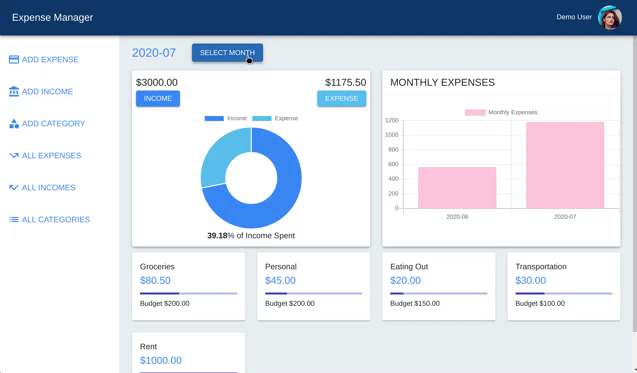 Expense Manager
Demo User
ADD EXPENSE
ADD INCOME
ADD CATEGORY
ALL EXPENSES
ALL INCOMES
ALL CATEGORIES
2020-07
SELECT MONTH
$3000.00
$1175.50
INCOME
EXPENSE
Income
Expense
39.18% of Income Spent
MONTHLY EXPENSES
Monthly Expenses
1200
1000
800
600
400
200
0
2020-06
2020-07
Groceries
$80.50
Budget $200.00
Personal
$45.00
Budget $200.00
Eating Out
$20.00
Budget $150.00
Transportation
$30.00
Budget $100.00
Rent
$1000.00